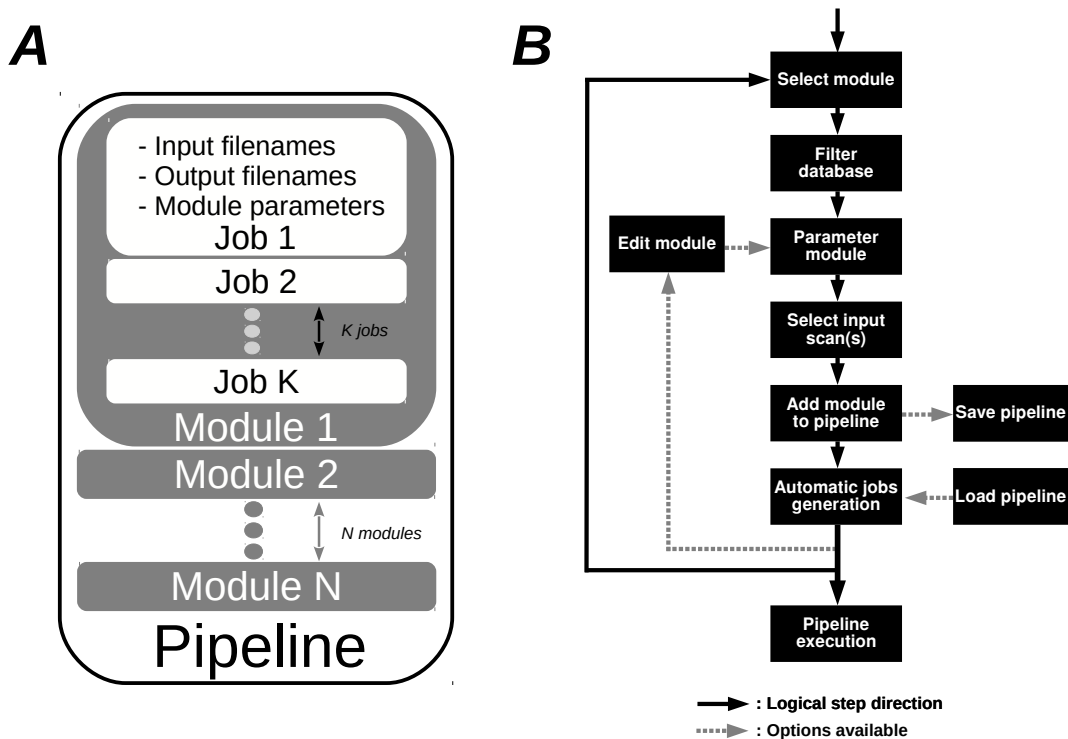 A
- Input filenames
- Output filenames
- Module parameters
Job 1
Job 2
K jobs
Job K
Module 1
Module 2
N modules
Module N
Pipeline
B
Select module
Filter
database
Edit module
Parameter
module
Select input
scan(s)
Add module
to pipeline
Save pipeline
Automatic jobs
generation
Load pipeline
Pipeline
execution
: Logical step direction
: Options available